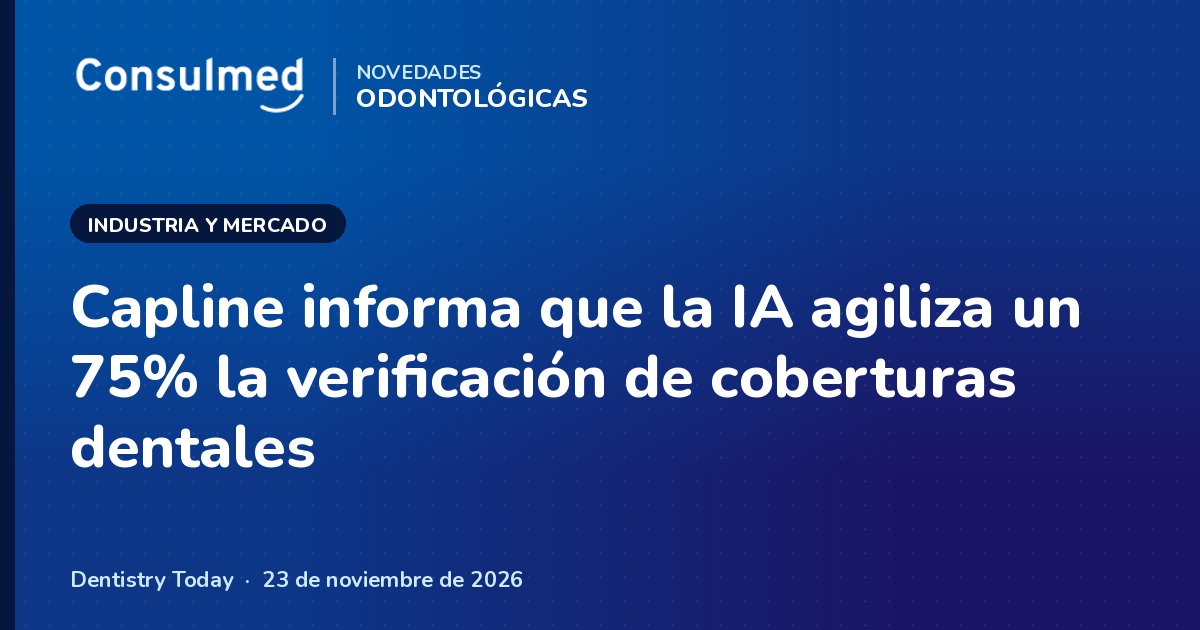 Consulmed
NOVEDADES
ODONTOLÓGICAS
INDUSTRIA Y MERCADO
Capline informa que la IA agiliza un
75% la verificación de coberturas
dentales
Dentistry Today · 23 de noviembre de 2026